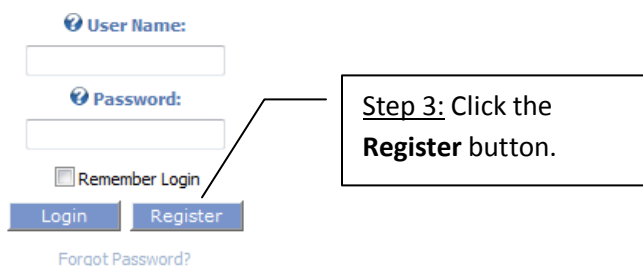 User Name:
Password:
Step 3: Click the
Register button.
Remember Login
Login Register
Forgot Password?